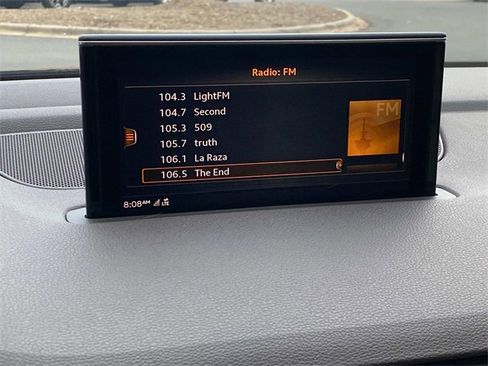 Radio: FM
104.3 LightFM
104.7 Second
105.3 509
105.7 truth
106.1 La Raza
106.5 The End
FM
8:08AM LTE